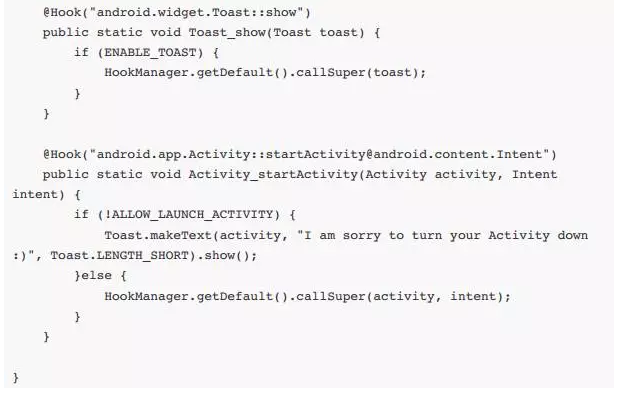 @Hook("android.widget.Toast::show")
public static void Toast_show(Toast toast) {
if (ENABLE_TOAST) {
HookManager.getDefault().callSuper(toast);
}
}
@Hook("android.app.Activity::startActivity@android.content.Intent")
public static void Activity_startActivity(Activity activity, Intent
intent) {
if (!ALLOW_LAUNCH_ACTIVITY) {
Toast.makeText(activity, "I am sorry to turn your Activity down
:)", Toast.LENGTH_SHORT).show();
}else {
HookManager.getDefault().callSuper(activity, intent);
}
}
}